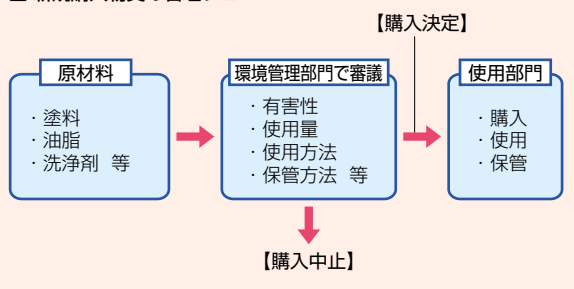 【購入決定】
原材料
・塗料
・油脂
・洗浄剤 等
環境管理部門で審議
・有害性
・使用量
・使用方法
・保管方法 等
使用部門
・購入
・使用
・保管
【購入中止】